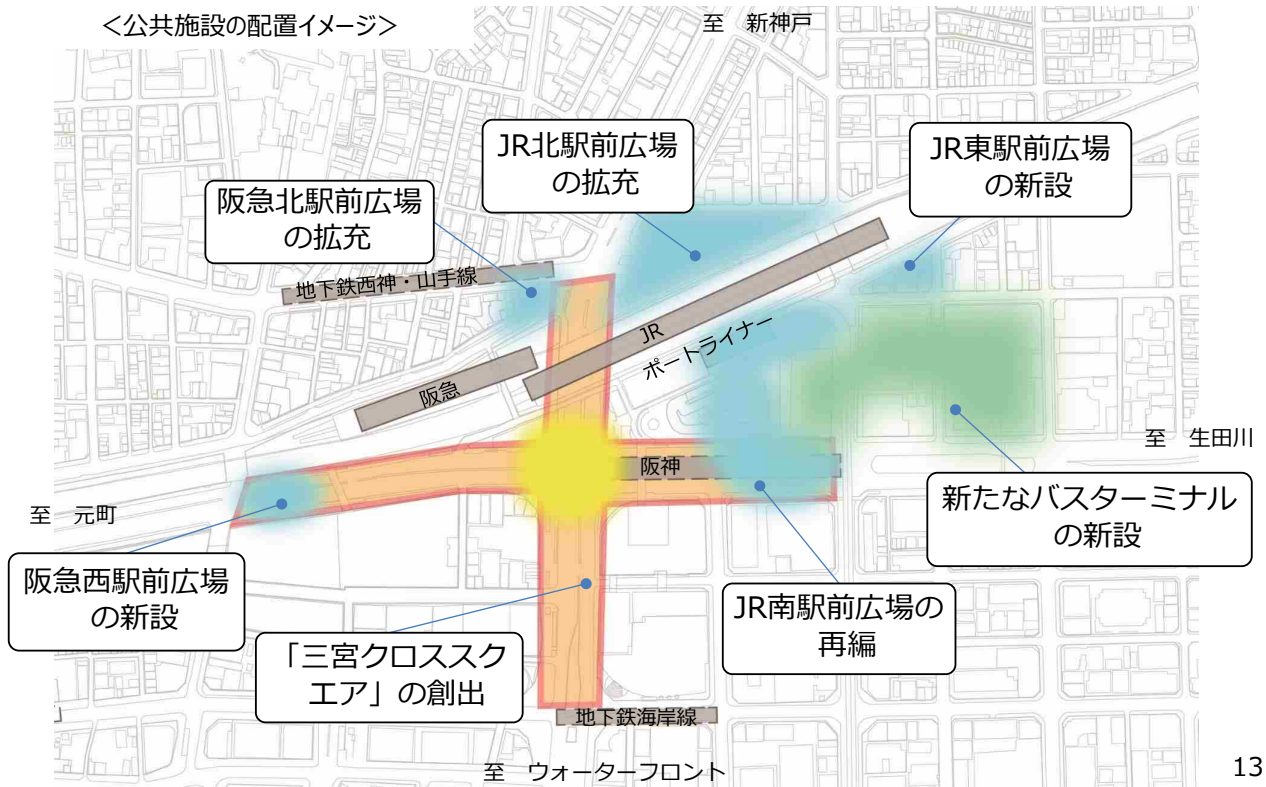 <公共施設の配置イメージ>
至 新神戸
JR北駅前広場
の拡充
JR東駅前広場
の新設
阪急北駅前広場
の拡充
地下鉄西神・山手線
JR
ポートライナー
阪急
阪神
至 生田川
至 元町
新たなバスターミナル
の新設
阪急西駅前広場
の新設
JR南駅前広場の
再編
「三宮クロススク
エア」の創出
地下鉄海岸線
至 ウォーターフロント
13